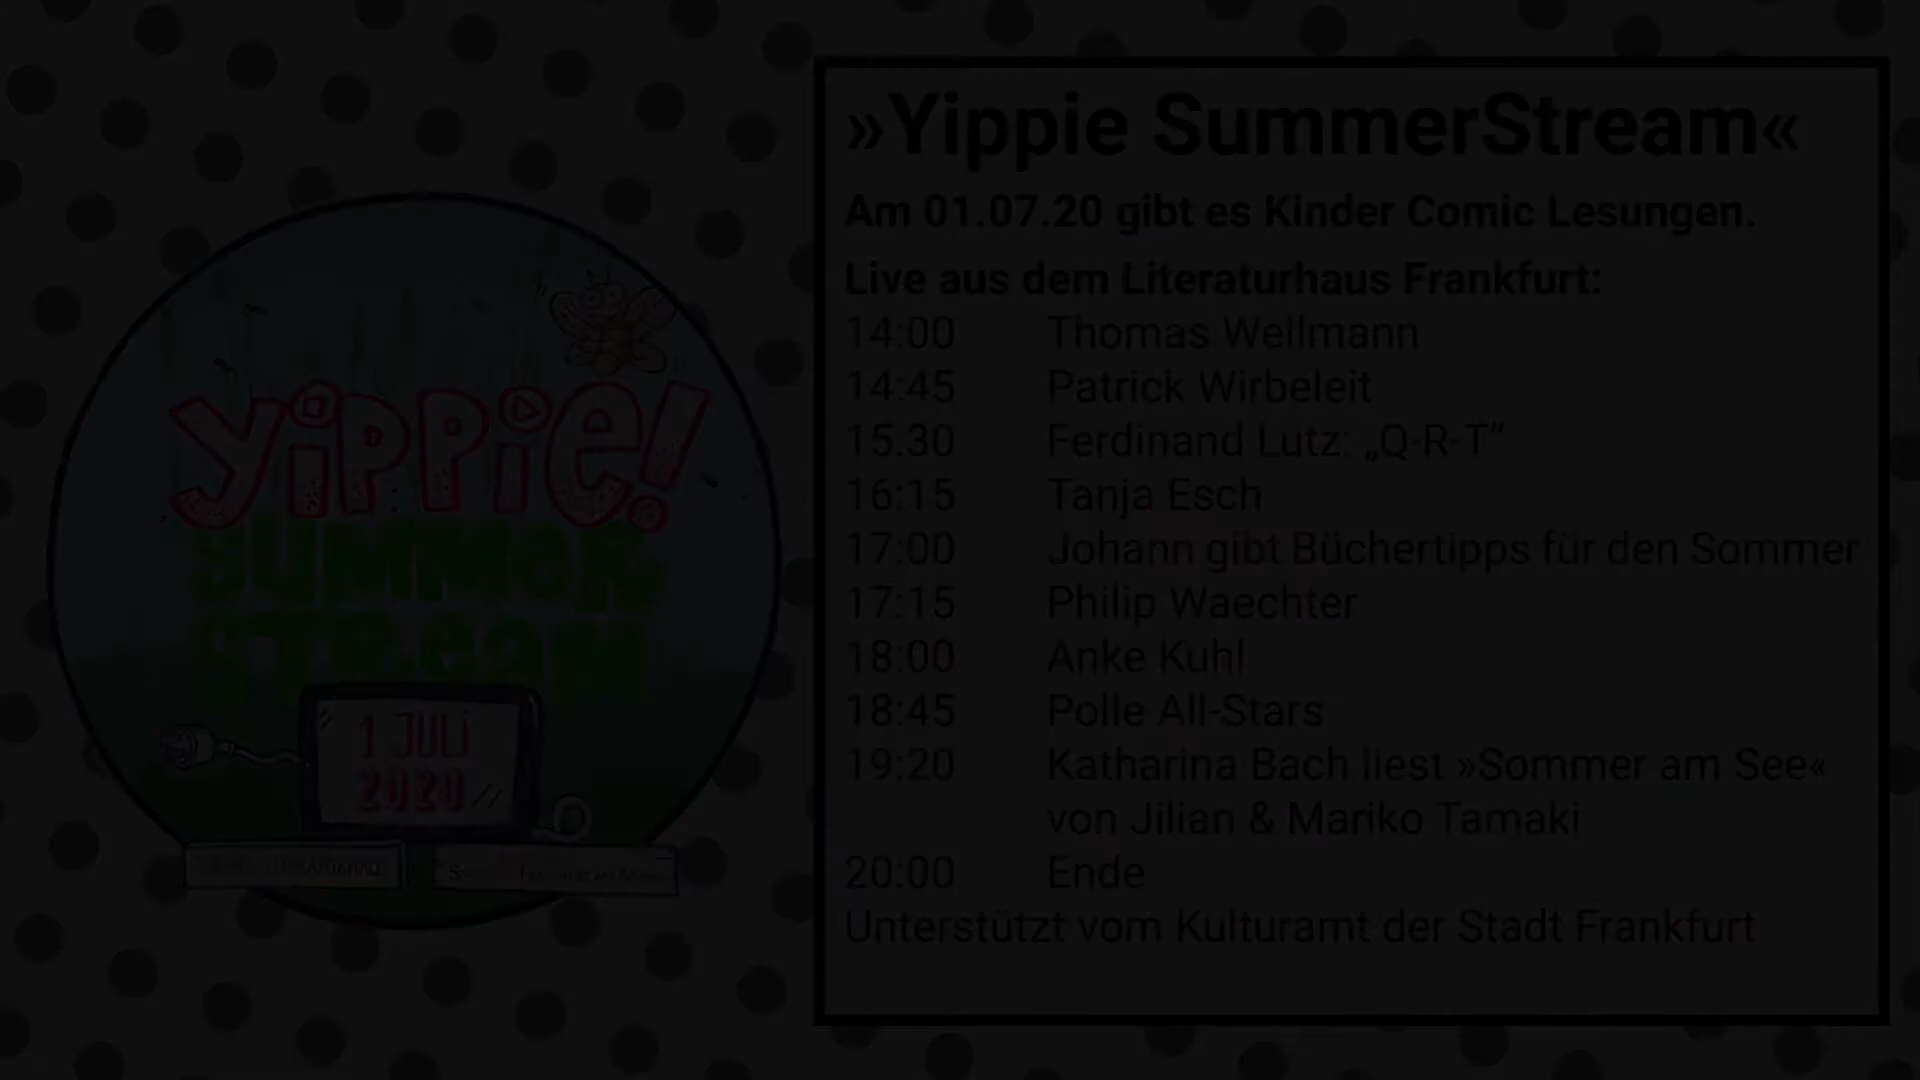 »Yippie SummerStream«
Am 01.07.20 gibt es Kinder Comic Lesungen.
Live aus dem Literaturhaus Frankfurt:
14:00 Thomas Wellmann
14:45 Patrick Wirbeleit
15:30 Ferdinand Lutz: „Q-R-T“
16:15 Tanja Esch
17:00 Johann gibt Büchertipps für den Sommer
17:15 Philip Waechter
18:00 Anke Kuhl
18:45 Polle All-Stars
19:20 Katharina Bach liest »Sommer am See«
von Jilian & Mariko Tamaki
20:00 Ende
Unterstützt vom Kulturamt der Stadt Frankfurt
Yippie!
SUMMER
STReaM
1 JULi
2020